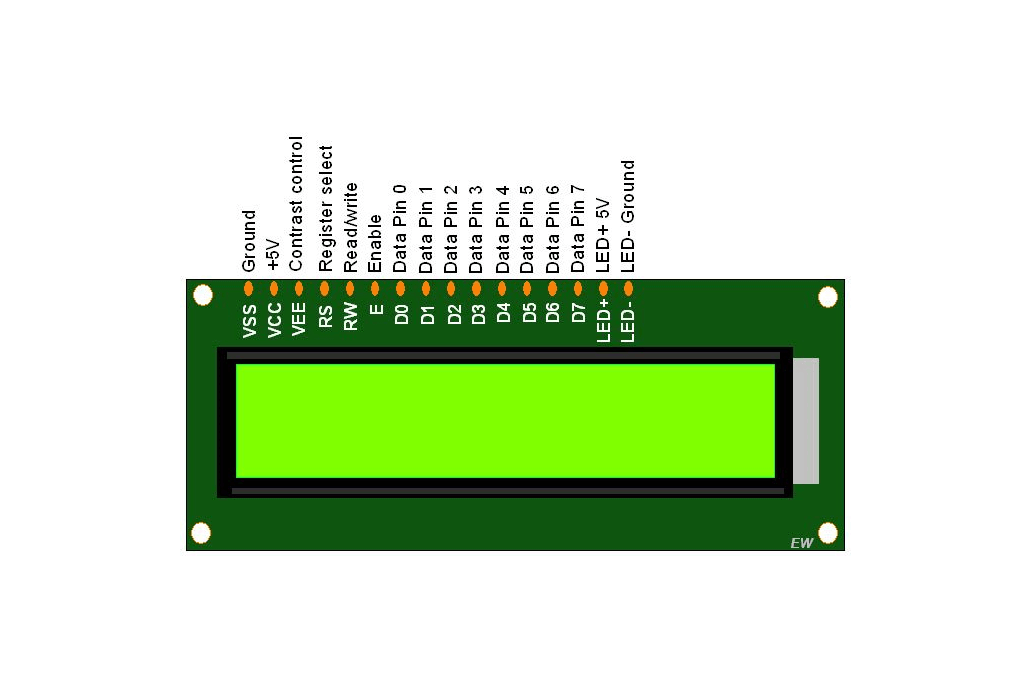 Ground
+5V
Contrast control
Register select
Read/write
Enable
Data Pin 0
Data Pin 1
Data Pin 2
Data Pin 3
Data Pin 4
Data Pin 5
Data Pin 6
Data Pin 7
LED+ 5V
LED- Ground
VSS
VCC
VEE
RS
RW
E
D0
D1
D2
D3
D4
D5
D6
D7
LED+
LED-
EW